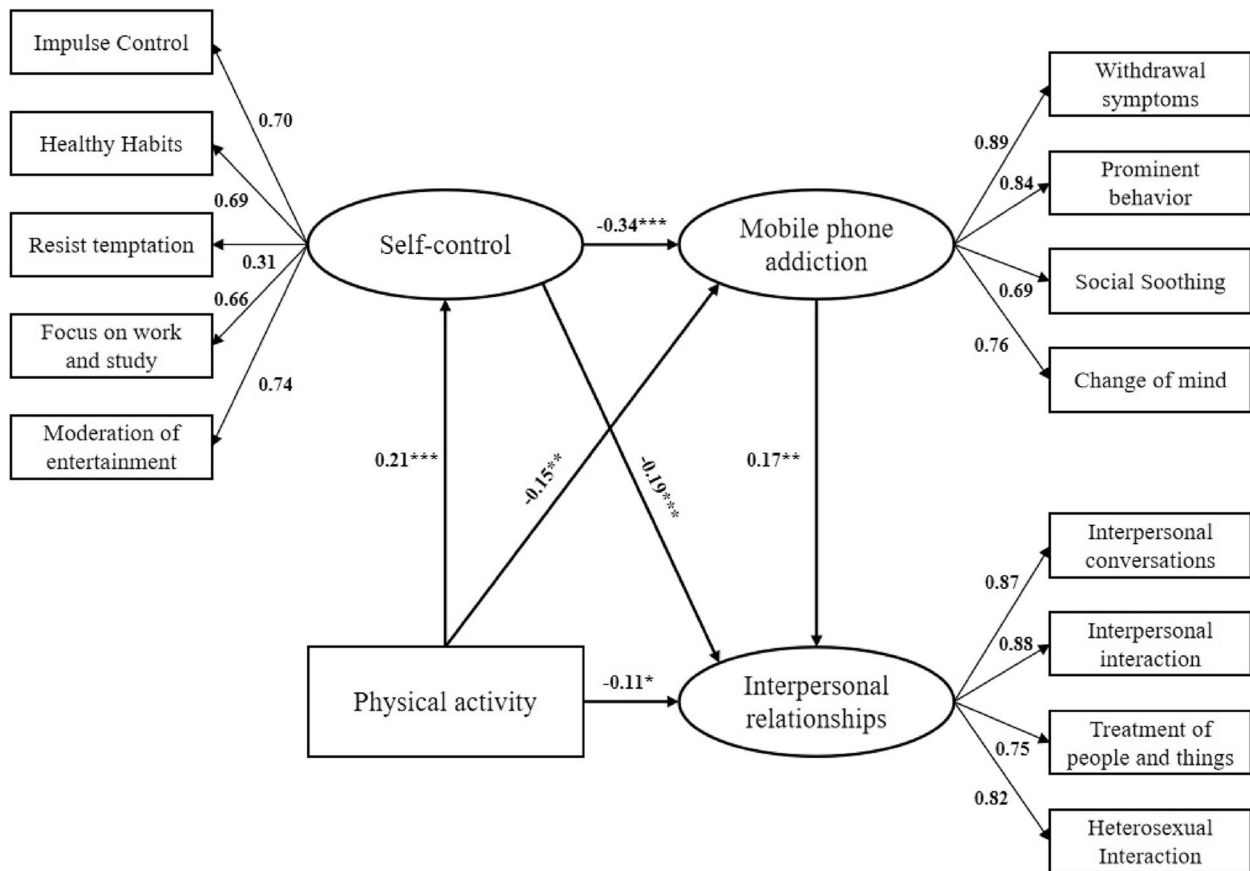 Impulse Control
0.70
Healthy Habits
0.69
Resist temptation
0.31
0.66
Focus on work
and study
0.74
Moderation of
entertainment
Self-control
-0.34***
Mobile phone
addiction
0.89
Withdrawal
symptoms
0.84
Prominent
behavior
0.69
Social Soothing
0.76
Change of mind
0.21***
-0.15**
-0.19***
0.17**
Physical activity
-0.11*
Interpersonal
relationships
0.87
Interpersonal
conversations
0.88
Interpersonal
interaction
0.75
Treatment of
people and things
0.82
Heterosexual
Interaction